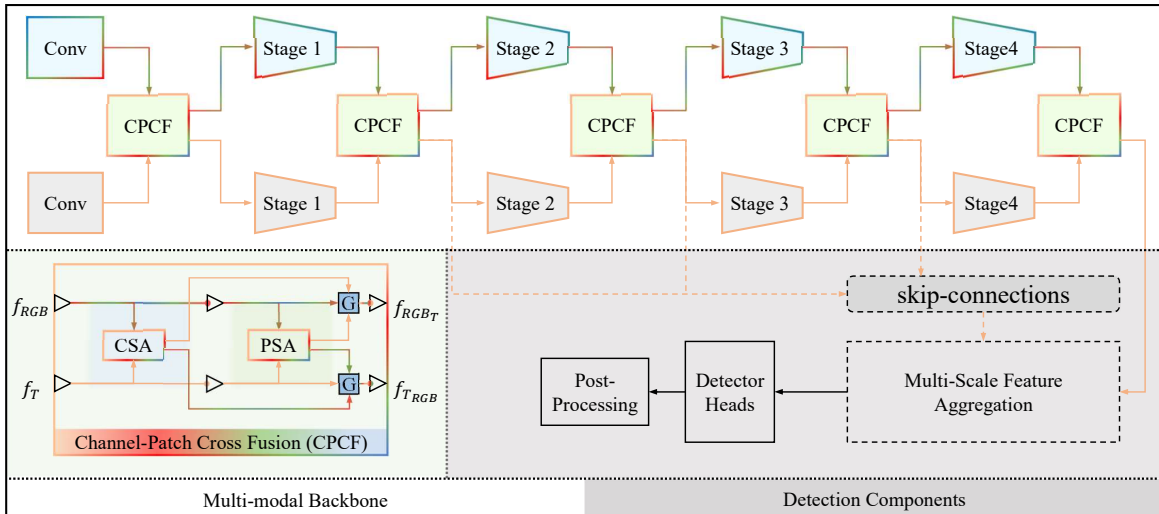 Conv
Stage 1
Stage 2
Stage 3
Stage4
CPCF
CPCF
CPCF
CPCF
CPCF
Conv
Stage 1
Stage 2
Stage 3
Stage4
f_RGB
G
f_RGB_T
CSA
PSA
f_T
G
f_T_RGB
Channel-Patch Cross Fusion (CPCF)
skip-connections
Post-
Processing
Detector
Heads
Multi-Scale Feature
Aggregation
Multi-modal Backbone
Detection Components